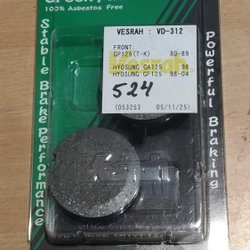 100% Asbestos Free
Stable Brake Performance
Powerful Braking
VESRAH : VD-312
FRONT
GP125(T-K) 80-89
HYOSUNG GA125 98
HYOSUNG GF125 98-04
524
(053253 05/11/25)